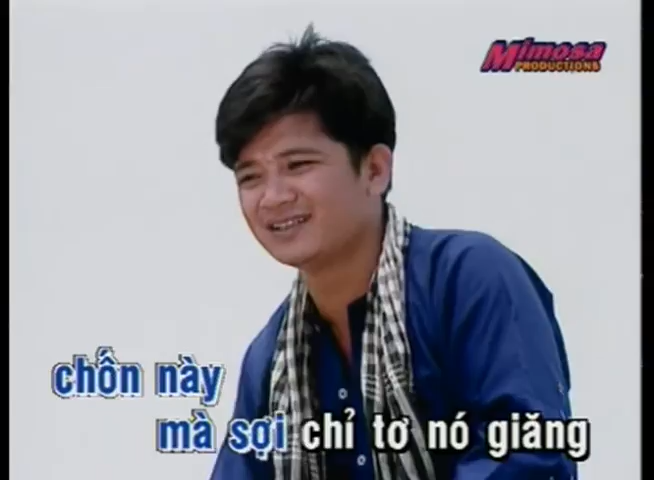 Mimosa
PRODUCTIONS
chốn này
mà sợi chỉ tơ nó giăng